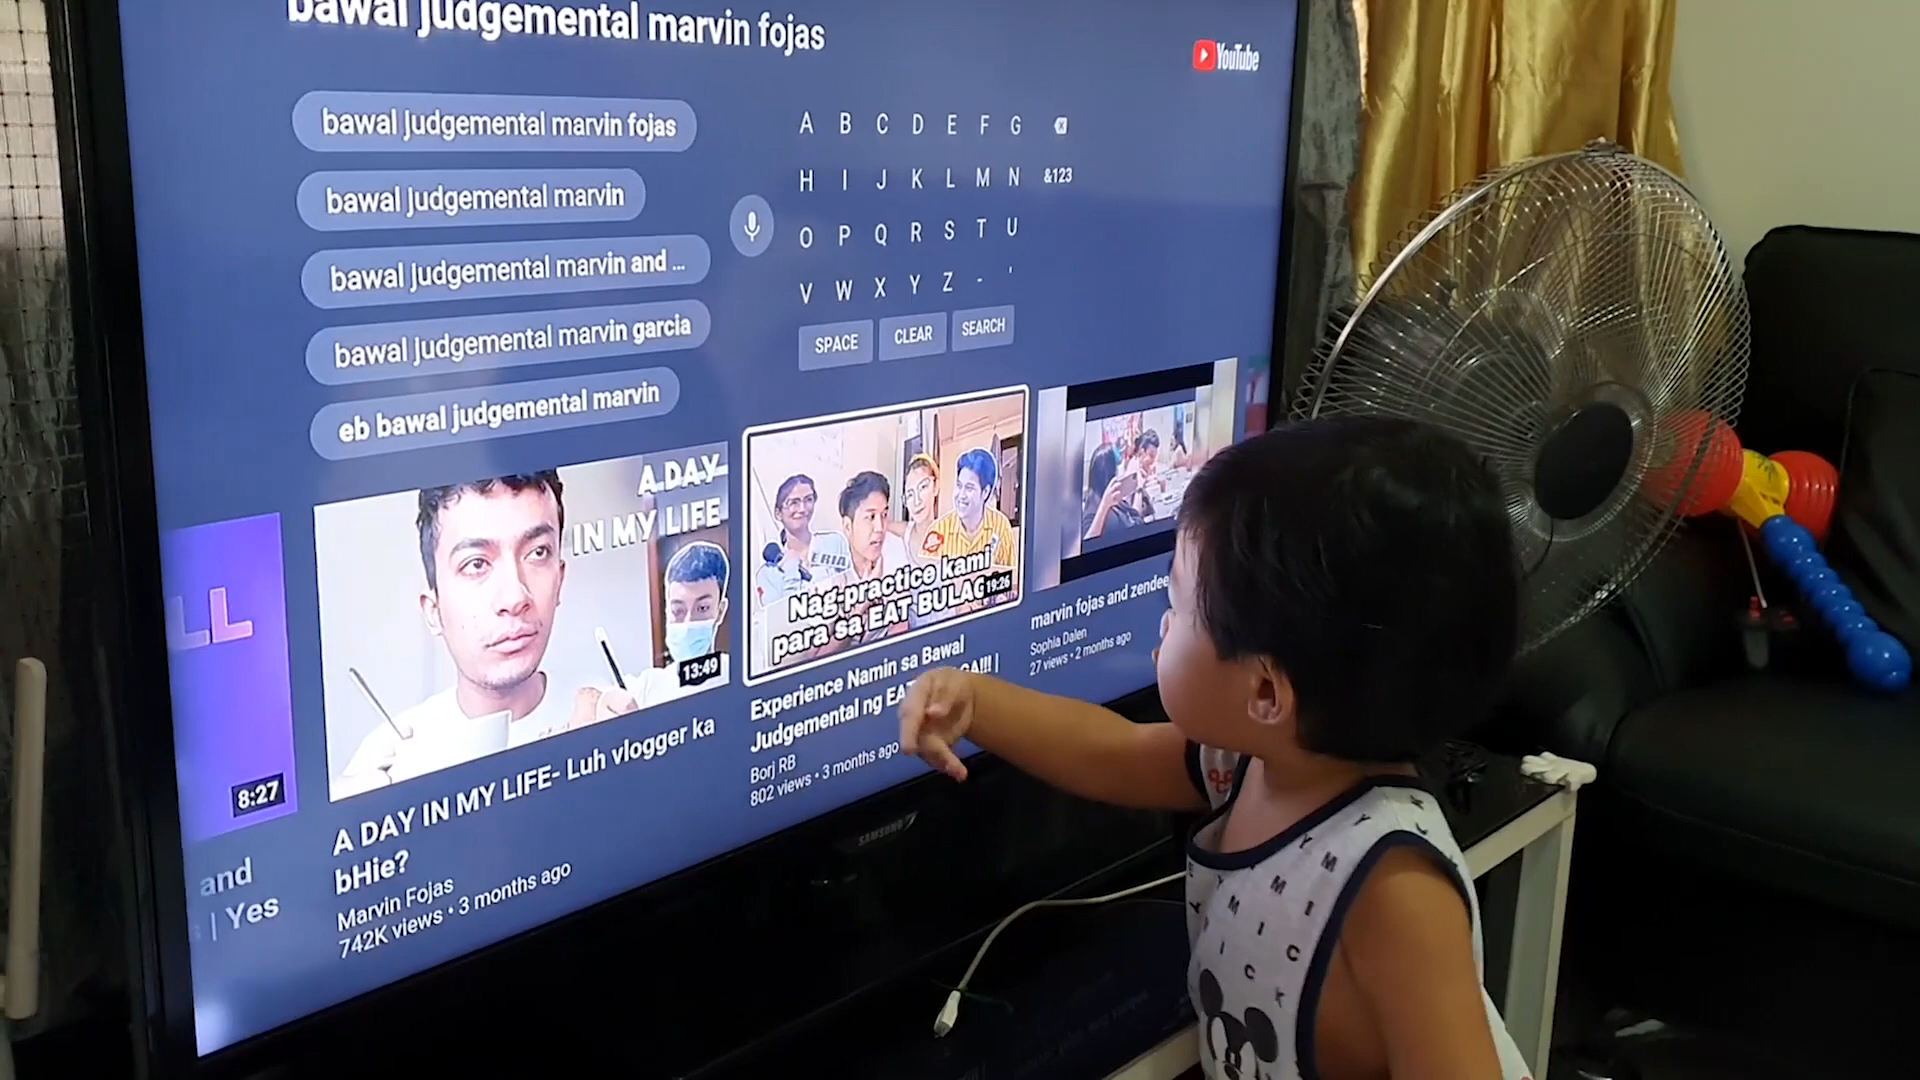 bawal judgemental marvin fojas
YouTube
bawal judgemental marvin fojas
bawal judgemental marvin
bawal judgemental marvin and ...
bawal judgemental marvin garcia
eb bawal judgemental marvin
A B C D E F G
H I J K L M N &123
O P Q R S T U
V W X Y Z - '
SPACE CLEAR SEARCH
LL
8:27
and
| Yes
A DAY
IN MY LIFE
13:49
A DAY IN MY LIFE- Luh vlogger ka
bHie?
Marvin Fojas
742K views • 3 months ago
ERIA
Nag-practice kami
para sa EAT BULAG
19:26
Experience Namin sa Bawal
Judgemental ng EAT
GA!!! |
Borj RB
802 views • 3 months ago
marvin fojas and zendee
Sophia Dalen
27 views • 2 months ago
SAMSUNG